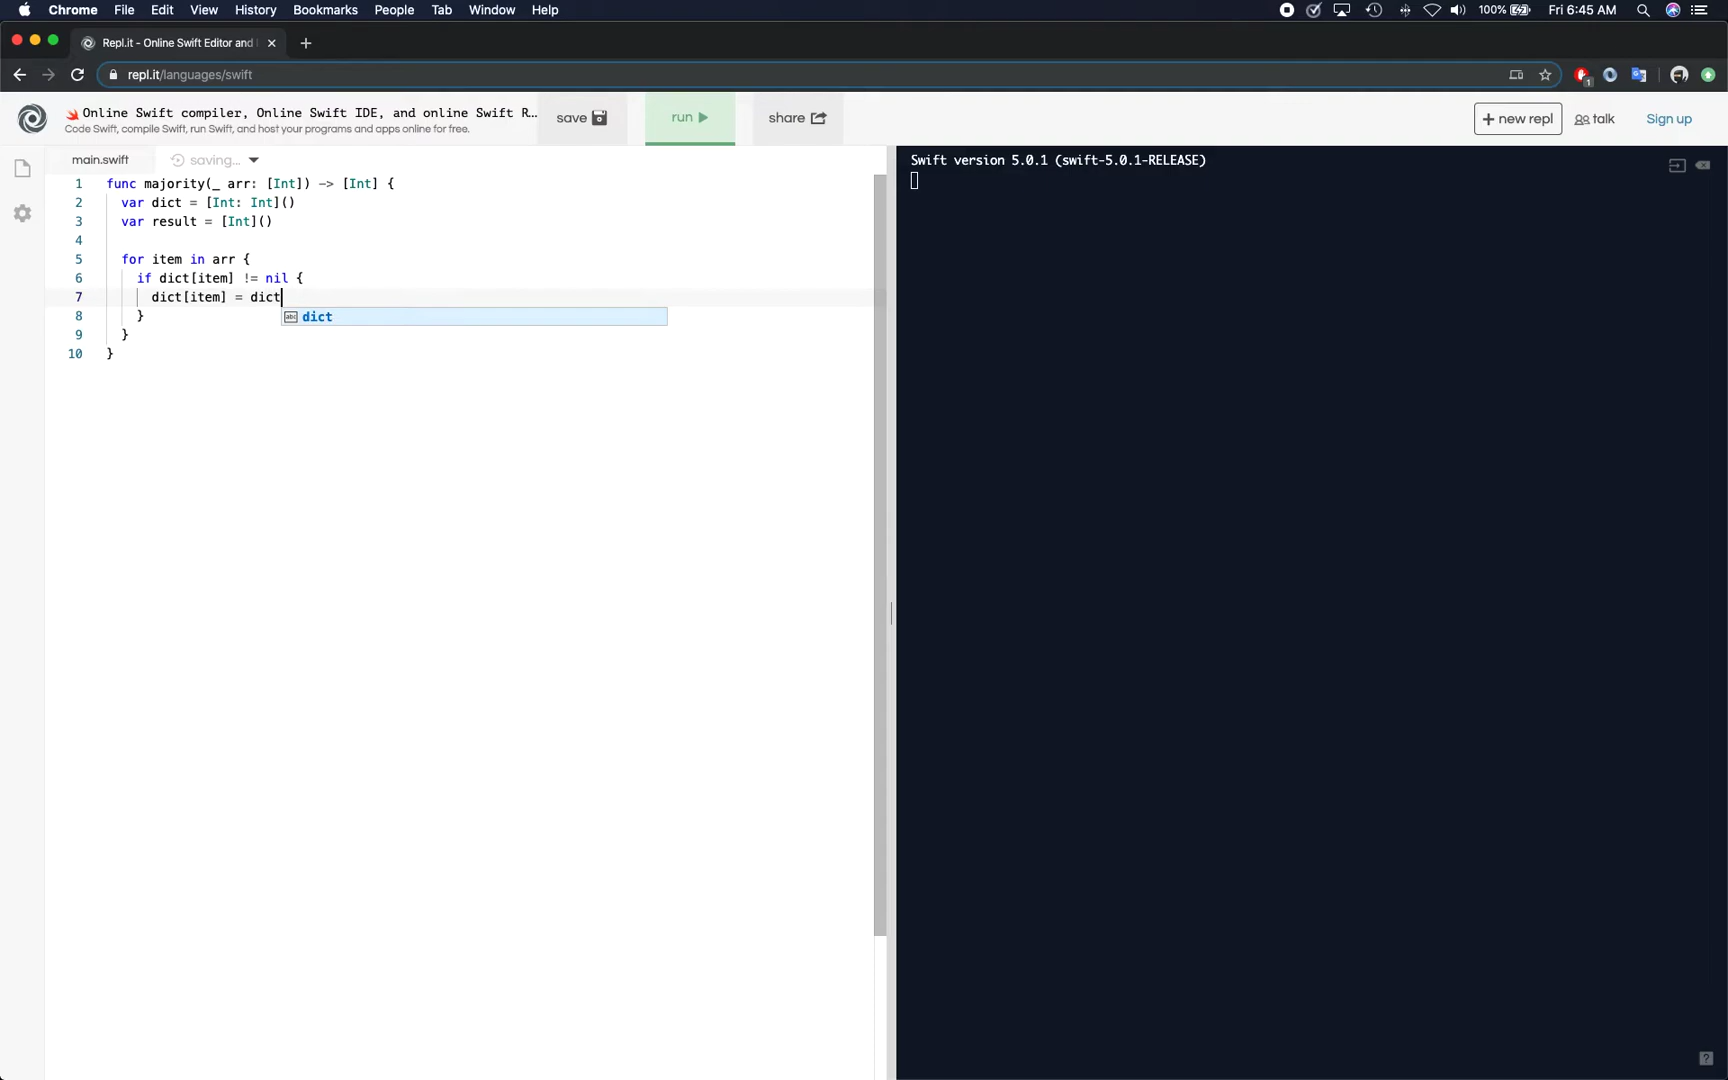 Chrome File Edit View History Bookmarks People Tab Window Help 100% Fri 6:45 AM
Repl.it - Online Swift Editor and
repl.it/languages/swift
1
Online Swift compiler, Online Swift IDE, and online Swift R...
Code Swift, compile Swift, run Swift, and host your programs and apps online for free.
save
run
share
+ new repl
talk
Sign up
main.swift
saving...
1 func majority(_ arr: [Int]) -> [Int] {
2 var dict = [Int: Int]()
3 var result = [Int]()
4
5 for item in arr {
6 if dict[item] != nil {
7 dict[item] = dict
8 }
9 }
10 }
abc dict
Swift version 5.0.1 (swift-5.0.1-RELEASE)
?